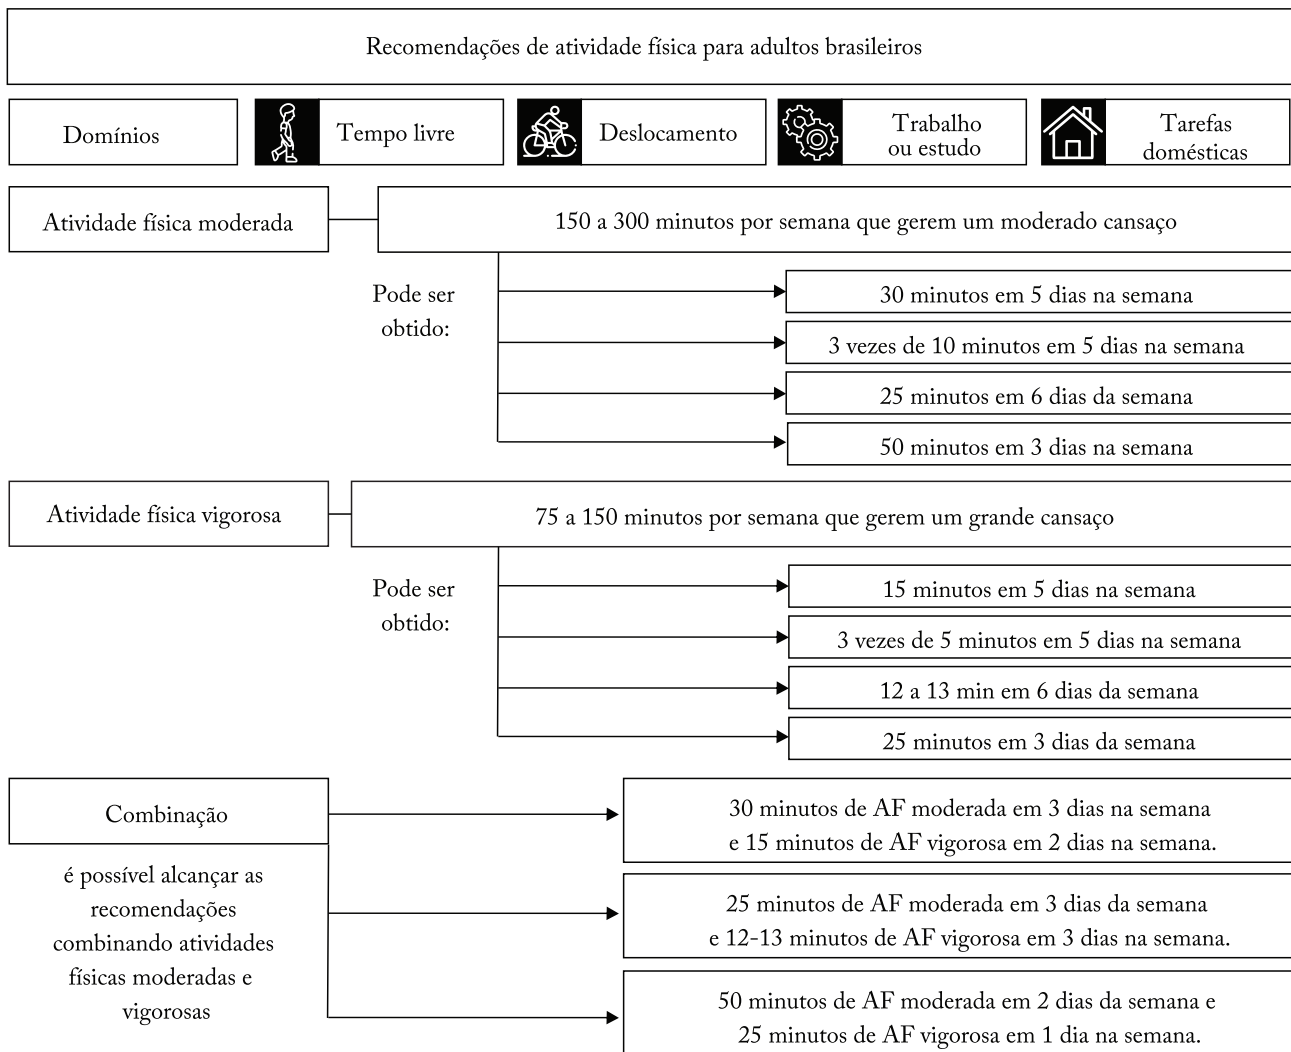 Recomendações de atividade física para adultos brasileiros
Domínios
Tempo livre
Deslocamento
Trabalho
ou estudo
Tarefas
domésticas
Atividade física moderada
150 a 300 minutos por semana que gerem um moderado cansaço
Pode ser
obtido:
30 minutos em 5 dias na semana
3 vezes de 10 minutos em 5 dias na semana
25 minutos em 6 dias da semana
50 minutos em 3 dias na semana
Atividade física vigorosa
75 a 150 minutos por semana que gerem um grande cansaço
Pode ser
obtido:
15 minutos em 5 dias na semana
3 vezes de 5 minutos em 5 dias na semana
12 a 13 min em 6 dias da semana
25 minutos em 3 dias da semana
Combinação
é possível alcançar as
recomendações
combinando atividades
físicas moderadas e
vigorosas
30 minutos de AF moderada em 3 dias na semana
e 15 minutos de AF vigorosa em 2 dias na semana.
25 minutos de AF moderada em 3 dias da semana
e 12-13 minutos de AF vigorosa em 3 dias na semana.
50 minutos de AF moderada em 2 dias da semana e
25 minutos de AF vigorosa em 1 dia na semana.